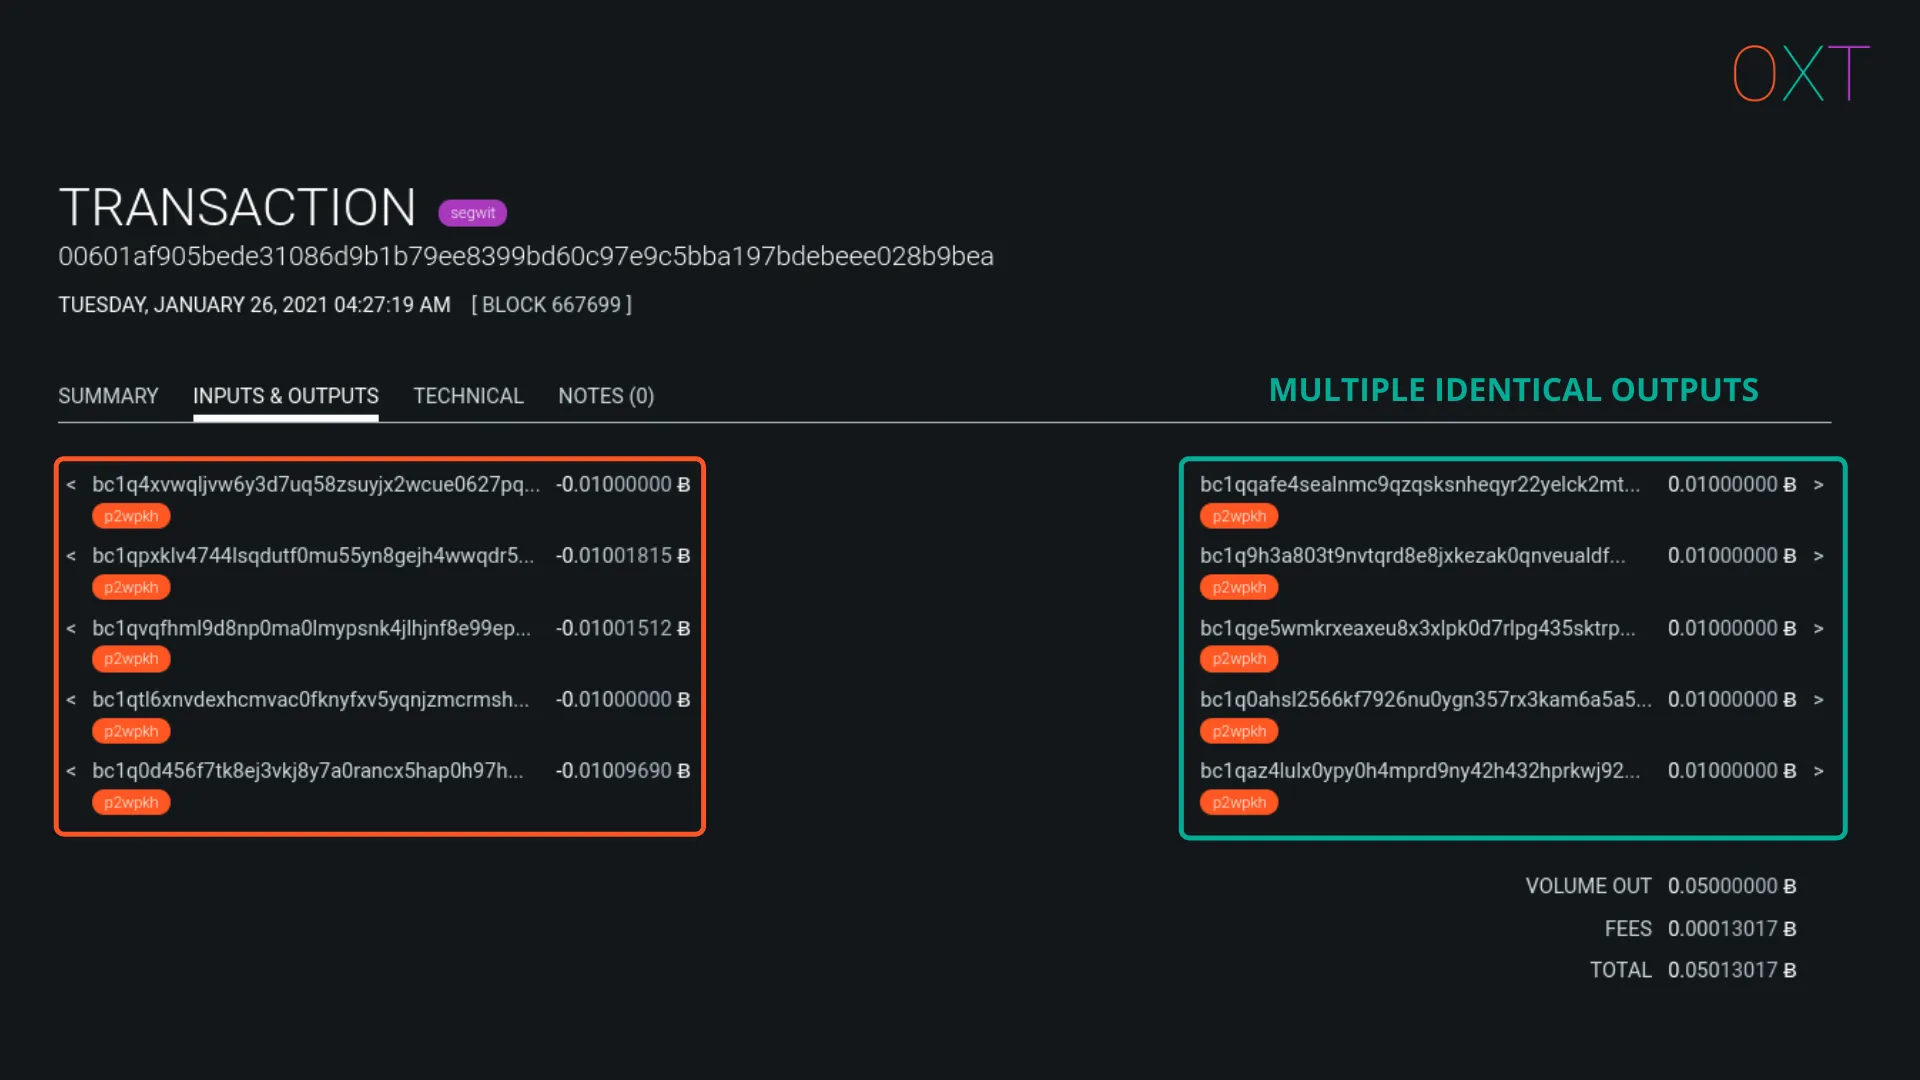 OXT
TRANSACTION segwit
00601af905bede31086d9b1b79ee8399bd60c97e9c5bba197bdebeee028b9bea
TUESDAY, JANUARY 26, 2021 04:27:19 AM [ BLOCK 667699 ]
SUMMARY INPUTS & OUTPUTS TECHNICAL NOTES (0)
MULTIPLE IDENTICAL OUTPUTS
< bc1q4xvwqljvw6y3d7uq58zsuyjx2wcue0627pq... -0.01000000 Ƀ
p2wpkh
< bc1qpxklv4744lsqdutf0mu55yn8gejh4wwqdr5... -0.01001815 Ƀ
p2wpkh
< bc1qvqfhml9d8np0ma0lmypsnk4jlhjnf8e99ep... -0.01001512 Ƀ
p2wpkh
< bc1qtl6xnvdexhcmvac0fknyfxv5yqnjzmcrmsh... -0.01000000 Ƀ
p2wpkh
< bc1q0d456f7tk8ej3vkj8y7a0rancx5hap0h97h... -0.01009690 Ƀ
p2wpkh
bc1qqafe4sealnmc9qzqsksnheqyr22yelck2mt... 0.01000000 Ƀ >
p2wpkh
bc1q9h3a803t9nvtqrd8e8jxkezak0qnveualdf... 0.01000000 Ƀ >
p2wpkh
bc1qge5wmkrxeaxeu8x3xlpk0d7rlpg435sktrp... 0.01000000 Ƀ >
p2wpkh
bc1q0ahsl2566kf7926nu0ygn357rx3kam6a5a5... 0.01000000 Ƀ >
p2wpkh
bc1qaz4lulx0ypy0h4mprd9ny42h432hprkwj92... 0.01000000 Ƀ >
p2wpkh
VOLUME OUT 0.05000000 Ƀ
FEES 0.00013017 Ƀ
TOTAL 0.05013017 Ƀ